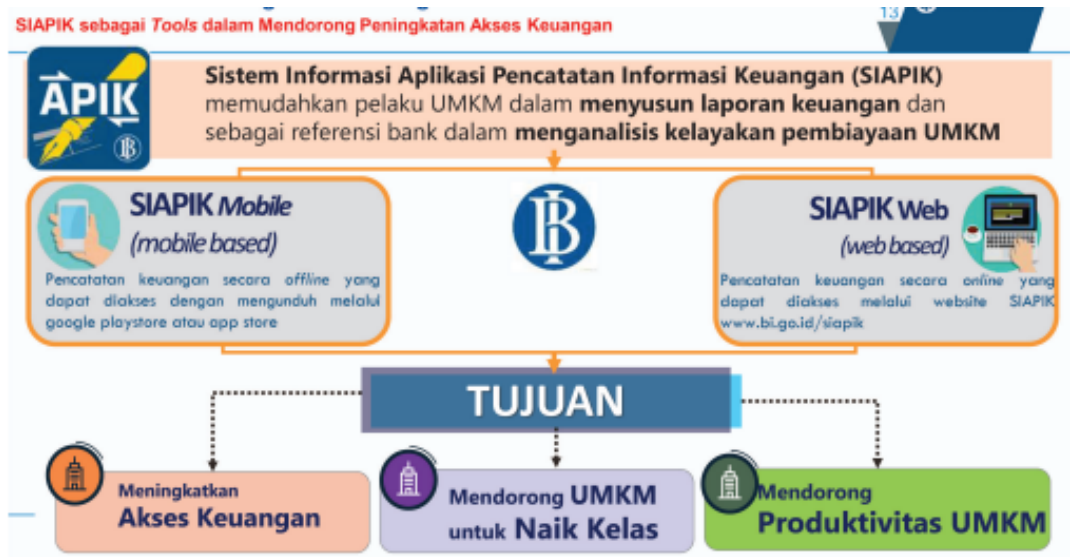 SIAPIK sebagai Tools dalam Mendorong Peningkatan Akses Keuangan
13
APIK
Sistem Informasi Aplikasi Pencatatan Informasi Keuangan (SIAPIK)
memudahkan pelaku UMKM dalam menyusun laporan keuangan dan
sebagai referensi bank dalam menganalisis kelayakan pembiayaan UMKM
SIAPIK Mobile
(mobile based)
Pencatatan keuangan secara offline yang
dapat diakses dengan mengunduh melalui
google playstore atau app store
SIAPIK Web
(web based)
Pencatatan keuangan secara online yang
dapat diakses melalui website SIAPIK
www.bi.go.id/siapik
TUJUAN
Meningkatkan
Akses Keuangan
Mendorong UMKM
untuk Naik Kelas
Mendorong
Produktivitas UMKM